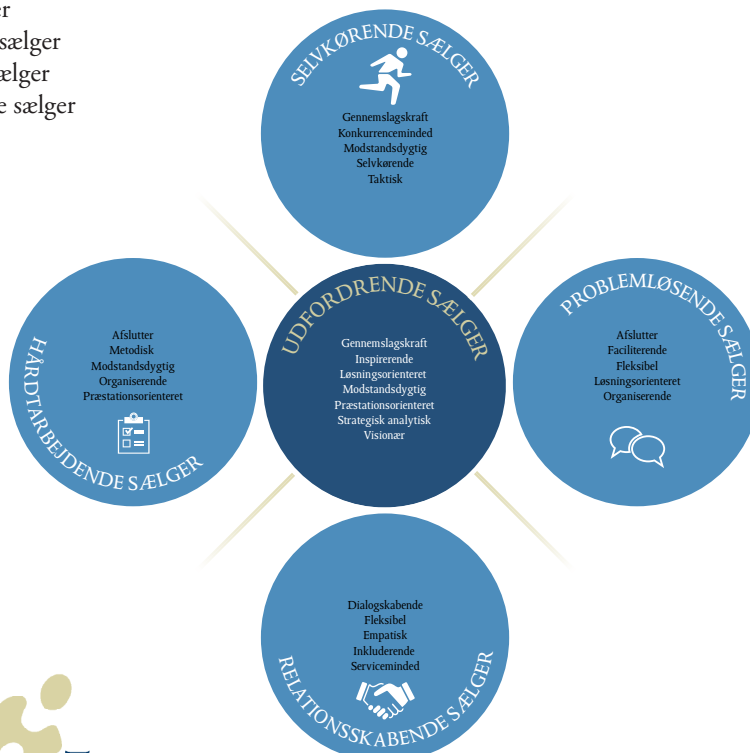 er
sælger
ælger
e sælger
SELVKØRENDE SÆLGER
Gennemslagskraft
Konkurrenceminded
Modstandsdygtig
Selvkørende
Taktisk
HÅRDTARBEJDENDE SÆLGER
Afslutter
Metodisk
Modstandsdygtig
Organiserende
Præstationsorienteret
UDFORDRENDE SÆLGER
Gennemslagskraft
Inspirerende
Løsningsorienteret
Modstandsdygtig
Præstationsorienteret
Strategisk analytisk
Visionær
PROBLEMLØSENDE SÆLGER
Afslutter
Faciliterende
Fleksibel
Løsningsorienteret
Organiserende
Dialogskabende
Fleksibel
Empatisk
Inkluderende
Serviceminded
RELATIONSSKABENDE SÆLGER